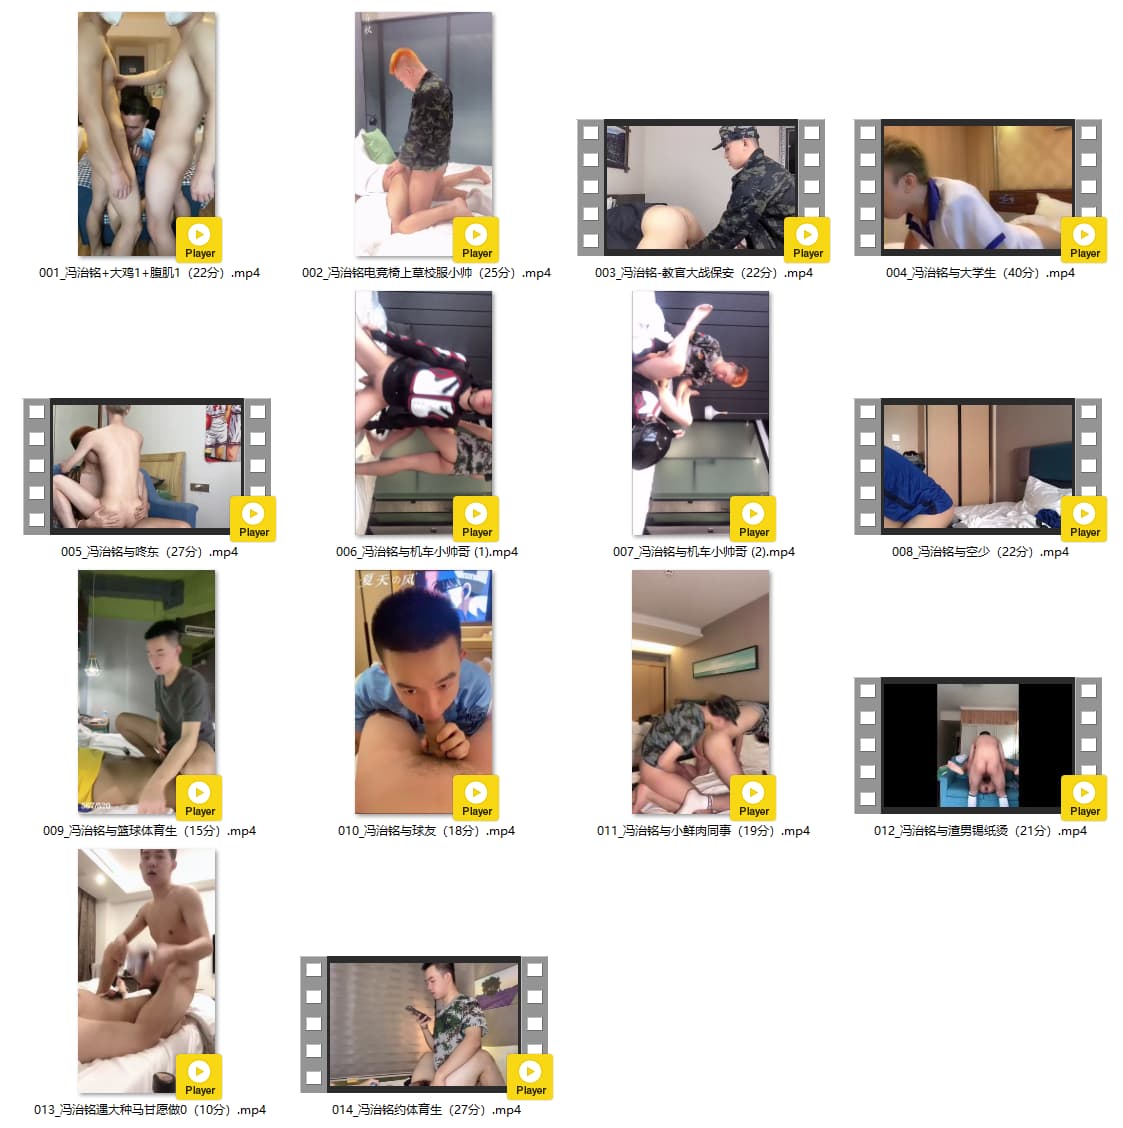 Player
001_冯治铭+大鸡1+腹肌1（22分）.mp4
Player
002_冯治铭电竞椅上草校服小帅（25分）.mp4
Player
003_冯治铭-教官大战保安（22分）.mp4
Player
004_冯治铭与大学生（40分）.mp4
Player
005_冯治铭与咚东（27分）.mp4
Player
006_冯治铭与机车小帅哥 (1).mp4
Player
007_冯治铭与机车小帅哥 (2).mp4
Player
008_冯治铭与空少（22分）.mp4
Player
009_冯治铭与篮球体育生（15分）.mp4
夏天の风
Player
010_冯治铭与球友（18分）.mp4
Player
011_冯治铭与小鲜肉同事（19分）.mp4
Player
012_冯治铭与渣男锡纸烫（21分）.mp4
Player
013_冯治铭遇大种马甘愿做0（10分）.mp4
Player
014_冯治铭约体育生（27分）.mp4